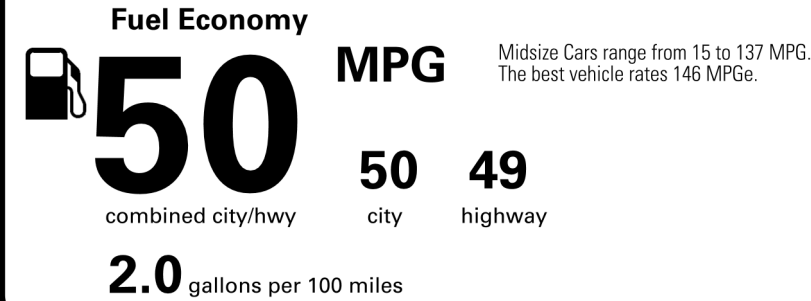 Fuel Economy
50 MPG
Midsize Cars range from 15 to 137 MPG.
The best vehicle rates 146 MPGe.
50 49
combined city/hwy city highway
2.0 gallons per 100 miles